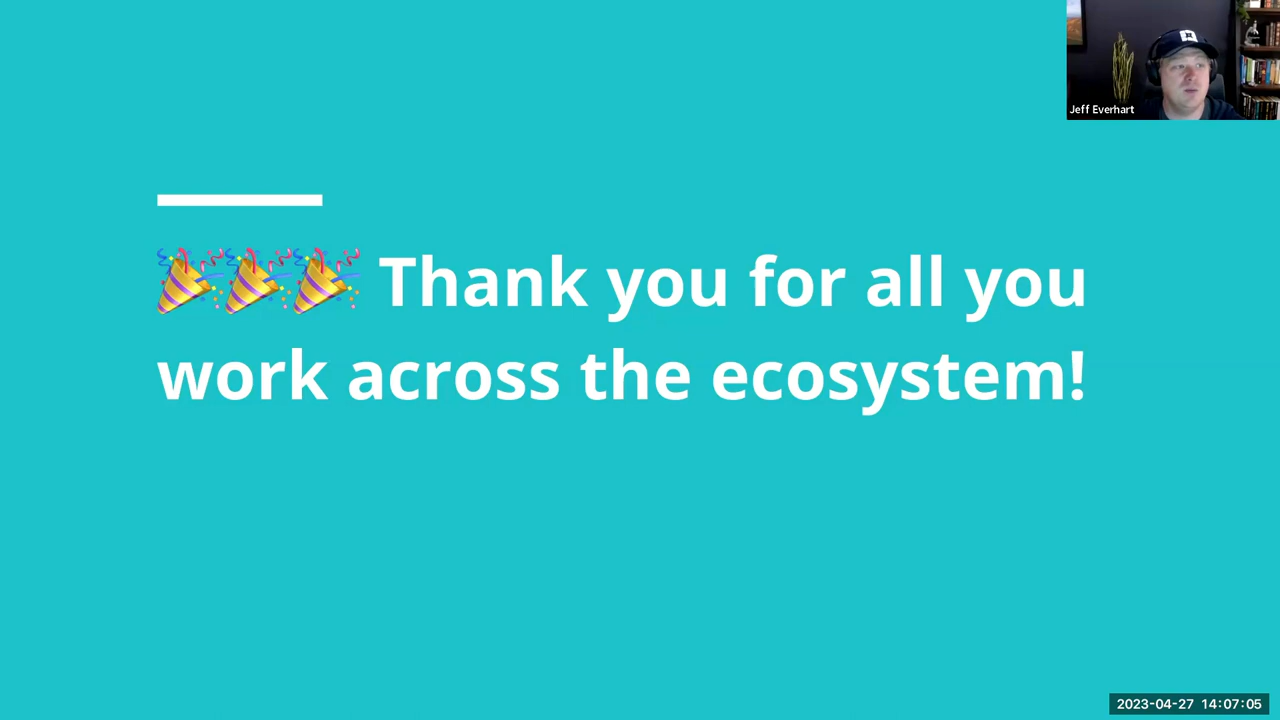 Jeff Everhart
🎉🎉🎉 Thank you for all you
work across the ecosystem!
2023-04-27 14:07:05